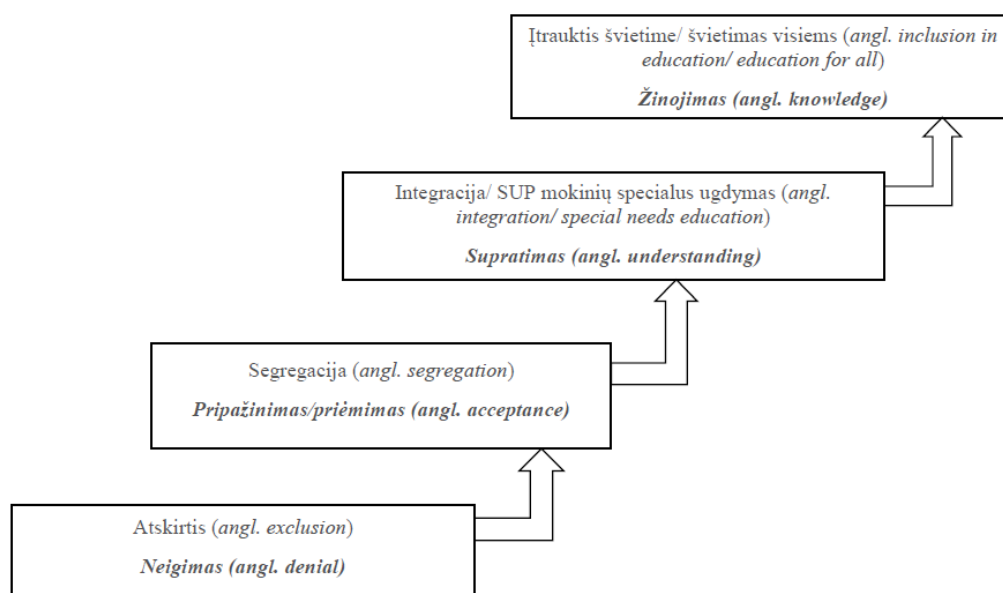 Įtrauktis švietime/ švietimas visiems (angl. inclusion in
education/ education for all)
Žinojimas (angl. knowledge)
Integracija/ SUP mokinių specialus ugdymas (angl.
integration/ special needs education)
Supratimas (angl. understanding)
Segregacija (angl. segregation)
Pripažinimas/priėmimas (angl. acceptance)
Atskirtis (angl. exclusion)
Neigimas (angl. denial)